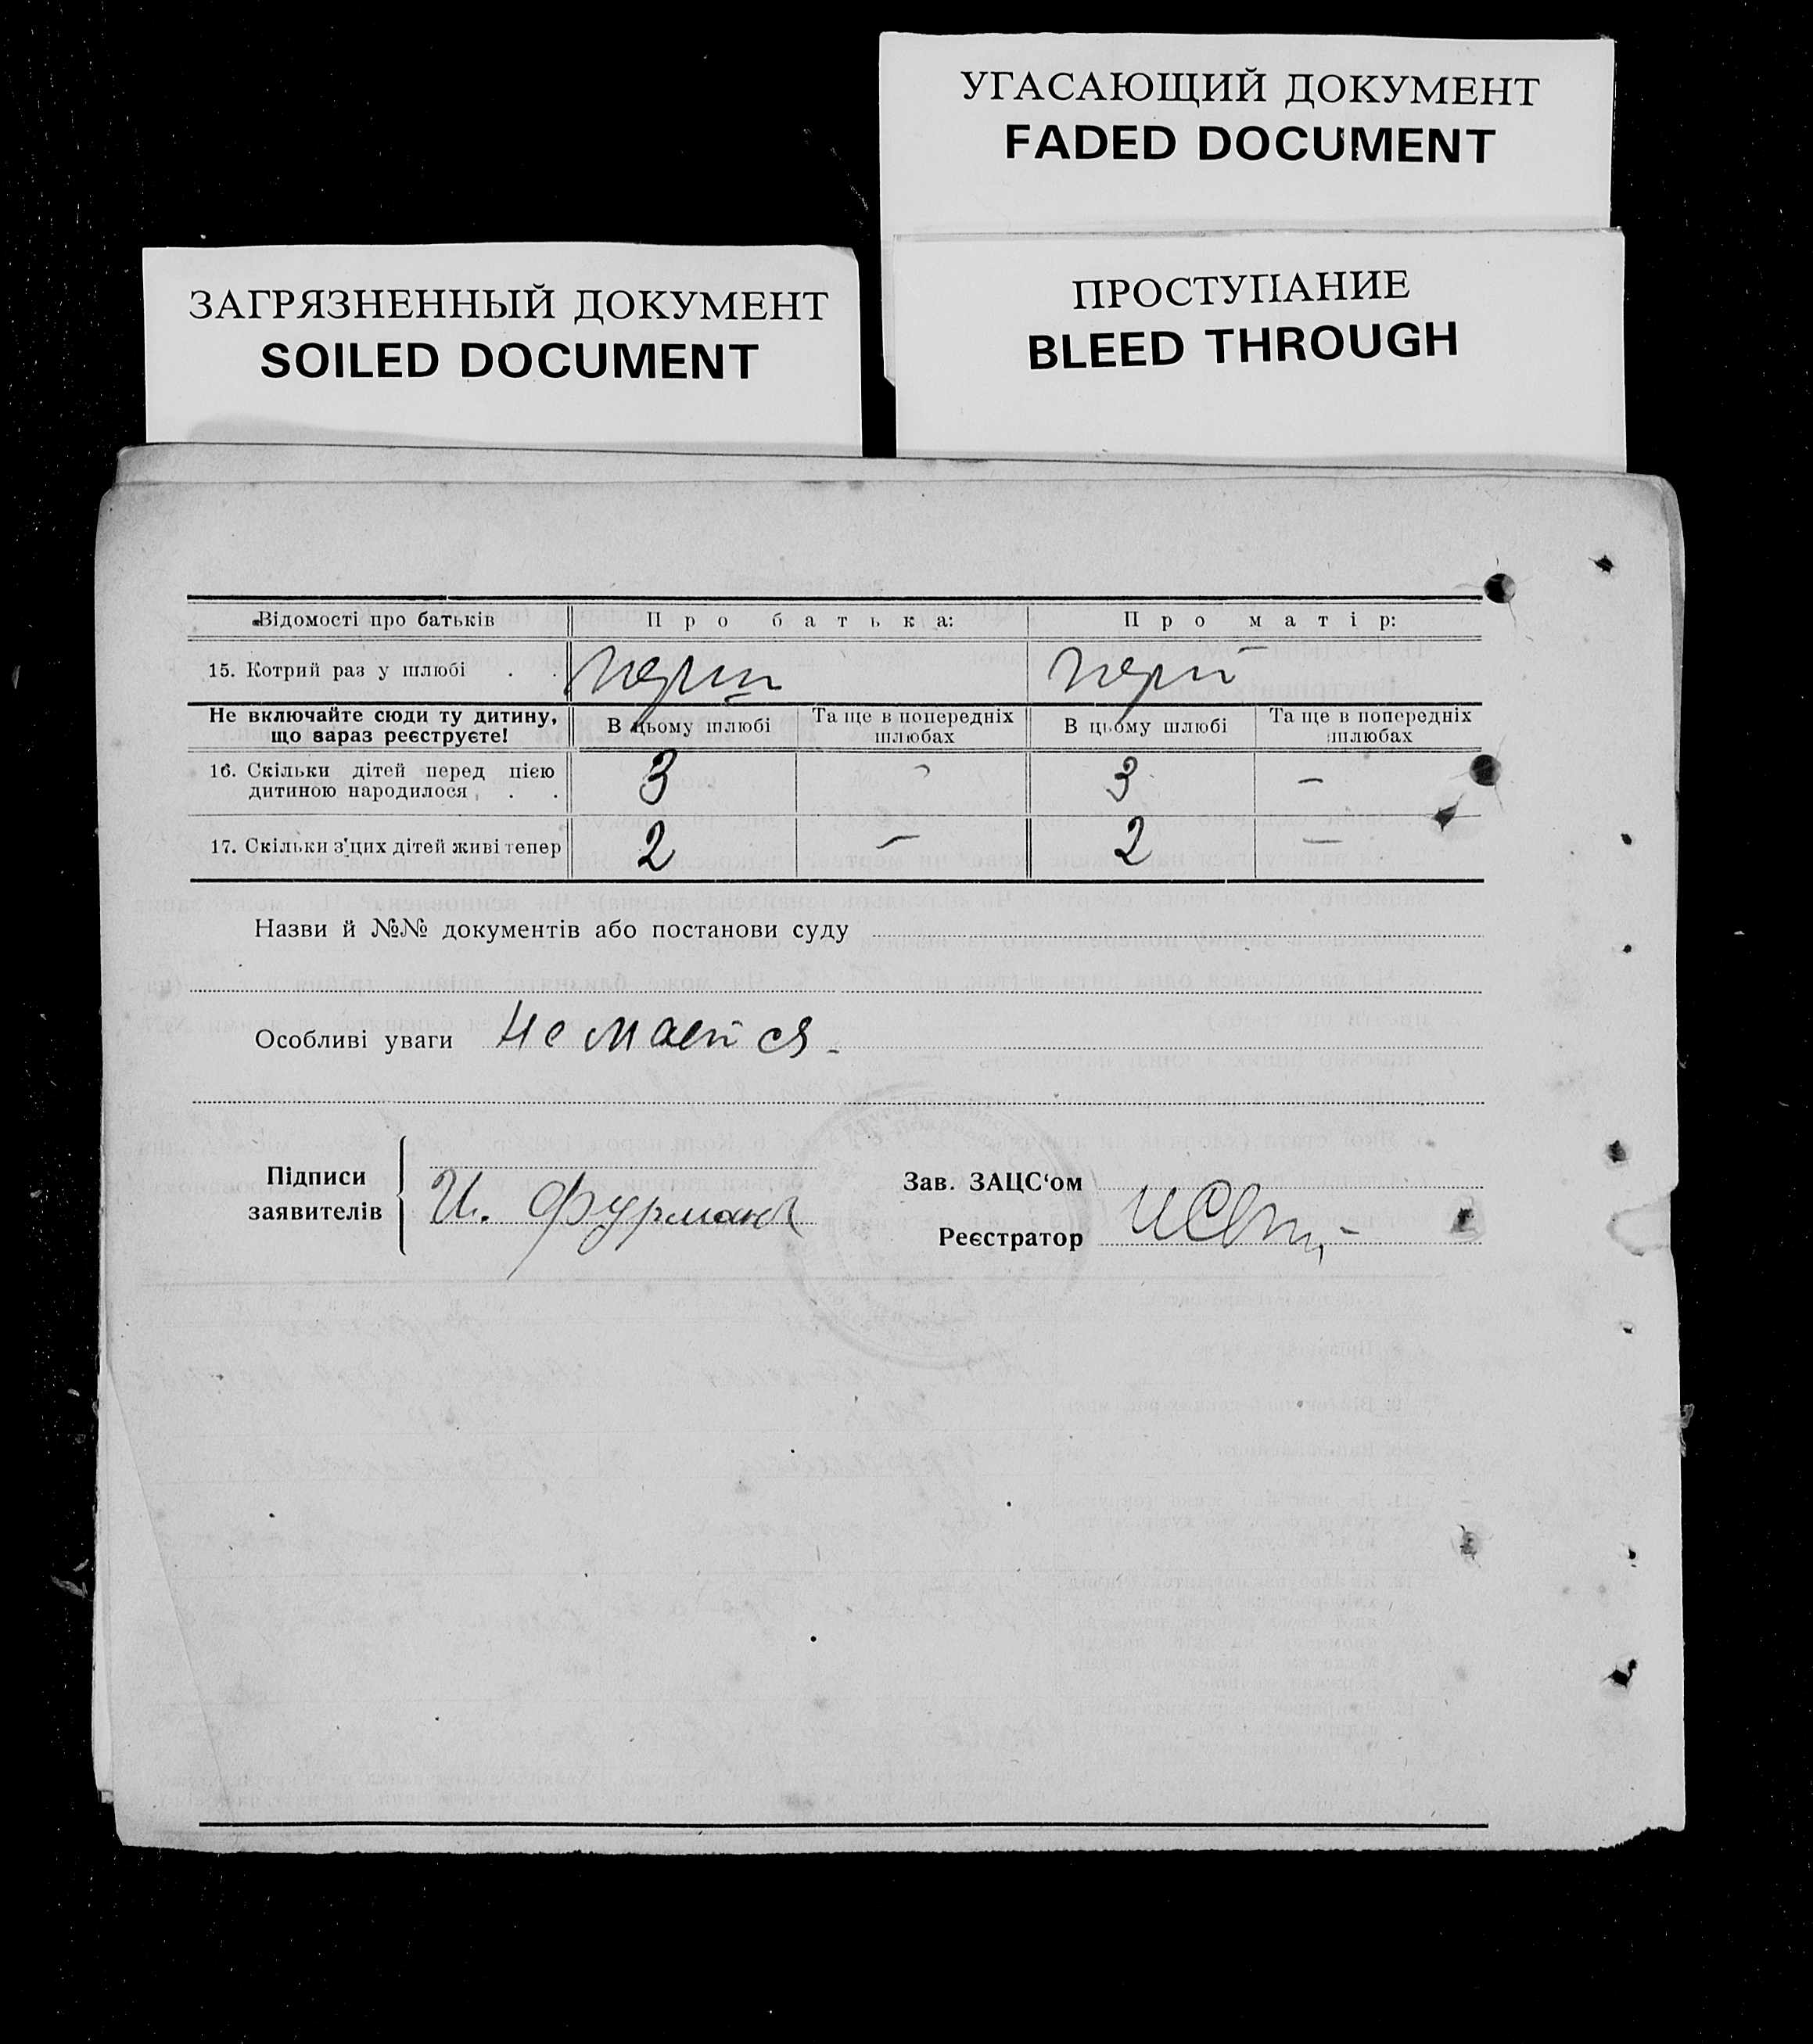 УГАСАЮЩИЙ ДОКУМЕНТ
FADED DOCUMENT
ЗАГРЯЗНЕННЫЙ ДОКУМЕНТ
SOILED DOCUMENT
ПРОСТУПАНИЕ
BLEED THROUGH
Відомості про батьків Про батька: Про матір:
15. Котрий раз у шлюбі . . перш перш
Не включайте сюди ту дитину, що зараз реєструєте! В цьому шлюбі Та ще в попередніх шлюбах В цьому шлюбі Та ще в попередніх шлюбах
16. Скільки дітей перед цією дитиною народилося . . 3 - 3 -
17. Скільки з цих дітей живі тепер 2 - 2 -
Назви й №№ документів або постанови суду
Особливі уваги Не мається -
Підписи заявителів И. Фурман
Зав. ЗАЦС‘ом
Реєстратор